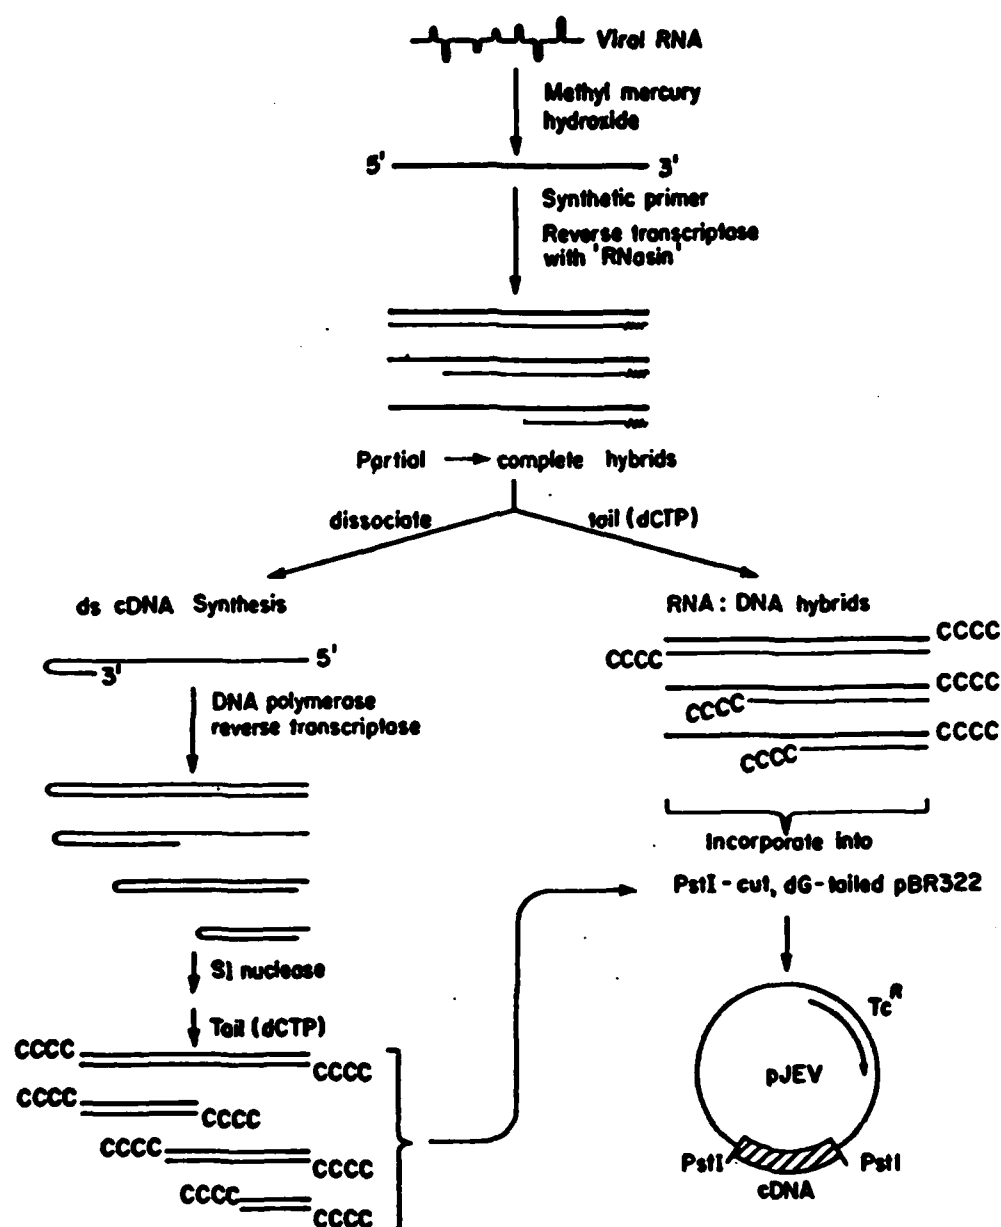 Viral RNA
Methyl mercury
hydroxide
5' 3'
Synthetic primer
Reverse transcriptase
with 'RNasin'
Partial → complete hybrids
dissociate
tail (dCTP)
ds cDNA Synthesis
3' 5'
DNA polymerase
reverse transcriptase
S1 nuclease
Tail (dCTP)
CCCC
CCCC
CCCC
CCCC
CCCC
CCCC
CCCC
CCCC
RNA : DNA hybrids
CCCC
CCCC
CCCC
CCCC
CCCC
CCCC
Incorporate into
PstI - cut, dG-tailed pBR322
Tc^R
pJEV
PstI PstI
cDNA